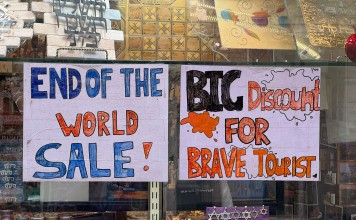 END OF THE
WORLD
SALE!
BIG Discount
FOR
BRAVE TOURIST